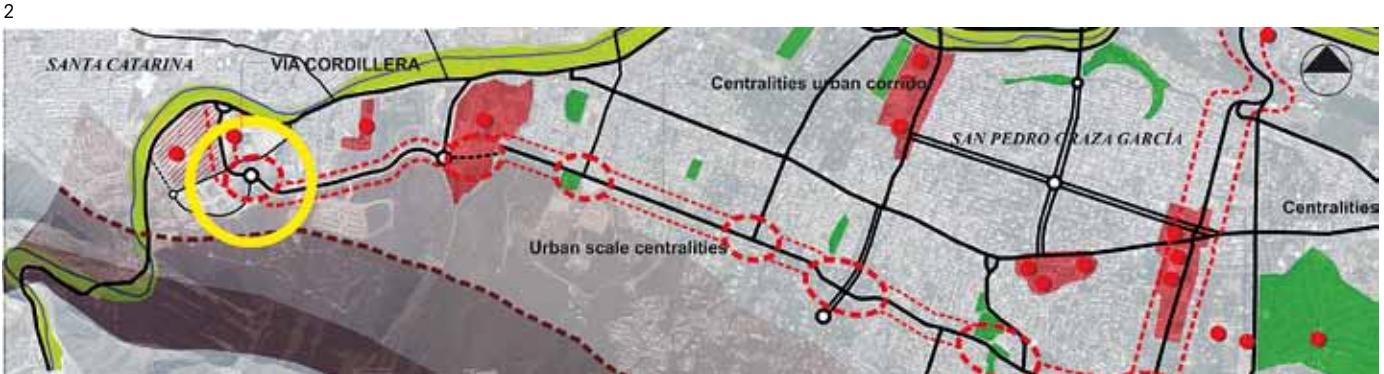 2
SANTA CATARINA
VIA CORDILLERA
Centralities urban corrido
SAN PEDRO GRAZA GARCÍA
Centralities
Urban scale centralities